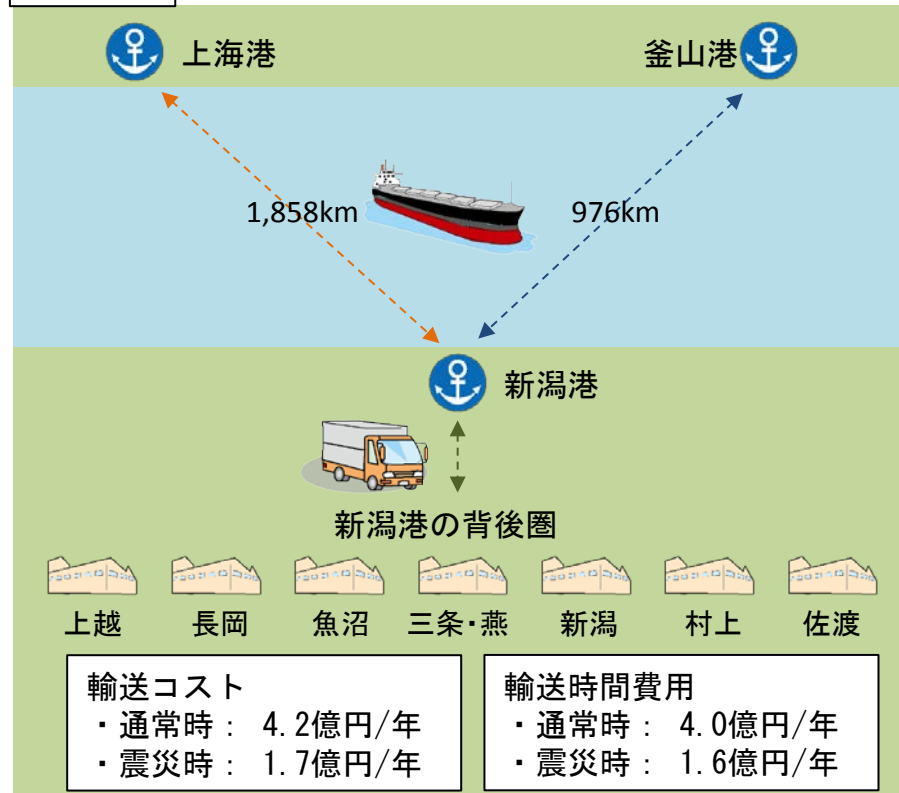 上海港
釜山港
1,858km
976km
新潟港
新潟港の背後圏
上越 長岡 魚沼 三条・燕 新潟 村上 佐渡
輸送コスト
・通常時： 4.2億円/年
・震災時： 1.7億円/年
輸送時間費用
・通常時： 4.0億円/年
・震災時： 1.6億円/年